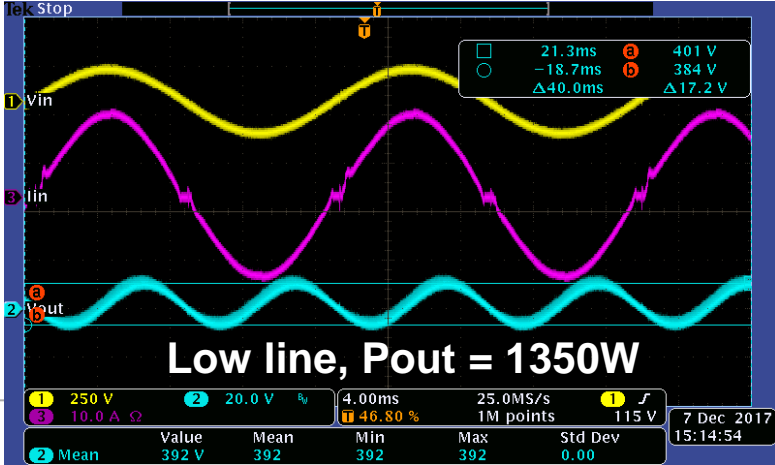 Tek Stop
T
T
21.3ms a 401 V
−18.7ms b 384 V
Δ40.0ms Δ17.2 V
1 Vin
3 Iin
a
2 Vout
b
Low line, Pout = 1350W
1 250 V 2 20.0 V BW 4.00ms 25.0MS/s 1 115 V
3 10.0 A Ω T 46.80 % 1M points
7 Dec 2017
15:14:54
Value Mean Min Max Std Dev
2 Mean 392 V 392 392 392 0.00